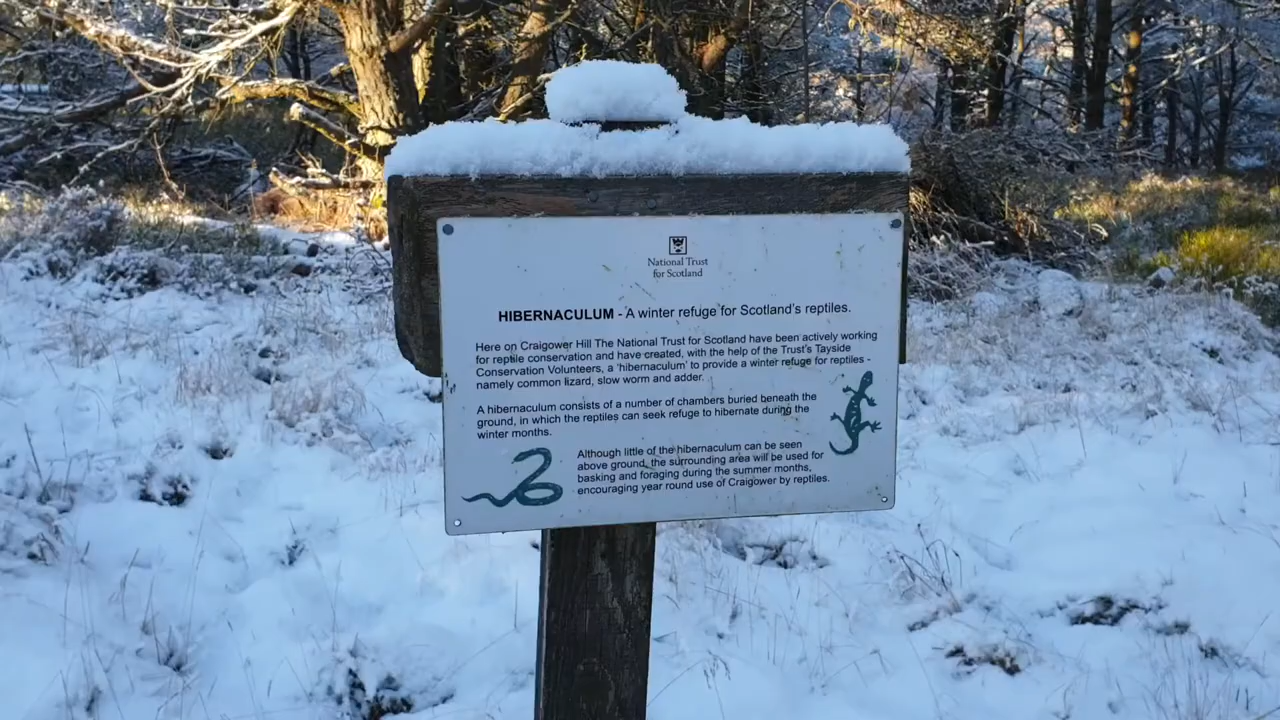 National Trust
for Scotland
HIBERNACULUM - A winter refuge for Scotland's reptiles.
Here on Craigower Hill The National Trust for Scotland have been actively working
for reptile conservation and have created, with the help of the Trust's Tayside
Conservation Volunteers, a 'hibernaculum' to provide a winter refuge for reptiles -
namely common lizard, slow worm and adder.
A hibernaculum consists of a number of chambers buried beneath the
ground, in which the reptiles can seek refuge to hibernate during the
winter months.
Although little of the hibernaculum can be seen
above ground, the surrounding area will be used for
basking and foraging during the summer months,
encouraging year round use of Craigower by reptiles.